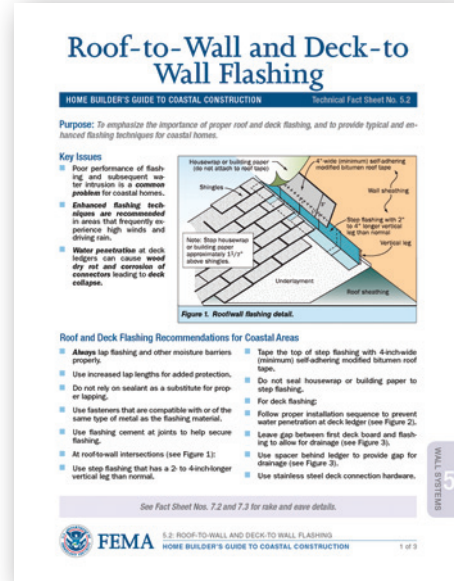 Roof-to-Wall and Deck-to
Wall Flashing
HOME BUILDER'S GUIDE TO COASTAL CONSTRUCTION Technical Fact Sheet No. 5.2
Purpose: To emphasize the importance of proper roof and deck flashing, and to provide typical and en-
hanced flashing techniques for coastal homes.
Key Issues
Poor performance of flash-
ing and subsequent wa-
ter intrusion is a common
problem for coastal homes.
Enhanced flashing tech-
niques are recommended
in areas that frequently ex-
perience high winds and
driving rain.
Water penetration at deck
ledgers can cause wood
dry rot and corrosion of
connectors leading to deck
collapse.
Housewrap or building paper
(do not attach to roof tape)
4"-wide (minimum) self-adhering
modified bitumen roof tape
Shingles
Wall sheathing
Step flashing with 2"
to 4" longer vertical
leg than normal
Vertical leg
Note: Stop housewrap
or building paper
approximately 1 1/2"
above shingles.
Underlayment
Roof sheathing
Figure 1. Roof/wall flashing detail.
Roof and Deck Flashing Recommendations for Coastal Areas
Always lap flashing and other moisture barriers
properly.
Use increased lap lengths for added protection.
Do not rely on sealant as a substitute for prop-
er lapping.
Use fasteners that are compatible with or of the
same type of metal as the flashing material.
Use flashing cement at joints to help secure
flashing.
At roof-to-wall intersections (see Figure 1):
Use step flashing that has a 2- to 4-inch-longer
vertical leg than normal.
Tape the top of step flashing with 4-inch-wide
(minimum) self-adhering modified bitumen roof
tape.
Do not seal housewrap or building paper to
step flashing.
For deck flashing:
Follow proper installation sequence to prevent
water penetration at deck ledger (see Figure 2).
Leave gap between first deck board and flash-
ing to allow for drainage (see Figure 3).
Use spacer behind ledger to provide gap for
drainage (see Figure 3).
Use stainless steel deck connection hardware.
WALL SYSTEMS
5
See Fact Sheet Nos. 7.2 and 7.3 for rake and eave details.
FEMA
5.2: ROOF-TO-WALL AND DECK-TO WALL FLASHING
HOME BUILDER'S GUIDE TO COASTAL CONSTRUCTION
1 of 3